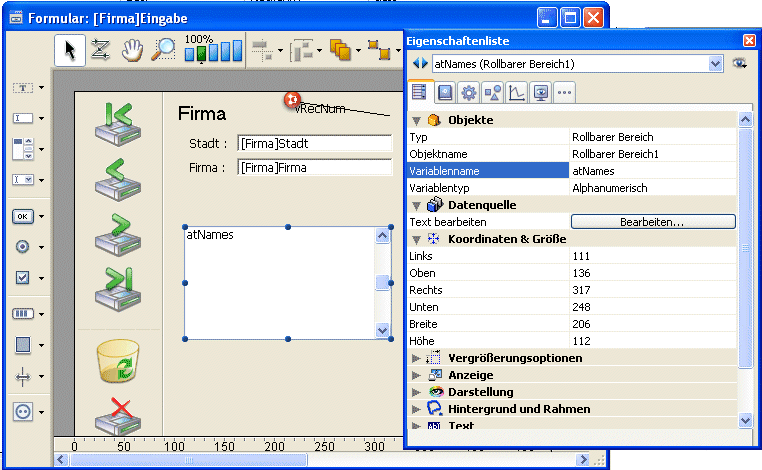 Formular: [Firma]Eingabe
100%
Firma
vRecNum
Stadt : [Firma]Stadt
Firma : [Firma]Firma
atNames
OK
0 50 100 150 200 250 300
Eigenschaftenliste
atNames (Rollbarer Bereich1)
Objekte
Typ Rollbarer Bereich
Objektname Rollbarer Bereich1
Variablenname atNames
Variablentyp Alphanumerisch
Datenquelle
Text bearbeiten Bearbeiten...
Koordinaten & Größe
Links 111
Oben 136
Rechts 317
Unten 248
Breite 206
Höhe 112
Vergrößerungsoptionen
Anzeige
Darstellung
Hintergrund und Rahmen
Text